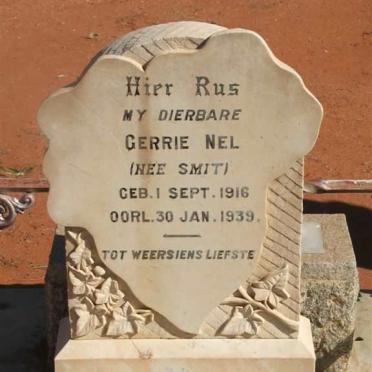 Hier Rus
MY DIERBARE
GERRIE NEL
(NEE SMIT)
GEB. 1 SEPT. 1916
OORL. 30 JAN. 1939.
TOT WEERSIENS LIEFSTE